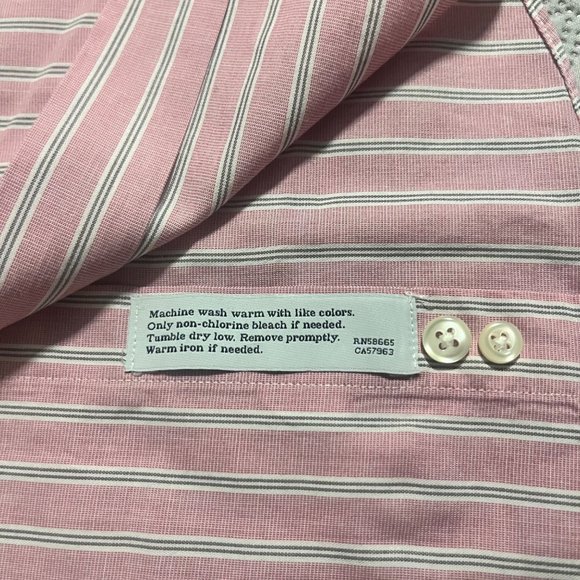 Machine wash warm with like colors.
Only non-chlorine bleach if needed.
Tumble dry low. Remove promptly.
Warm iron if needed.
RN58665
CA57963